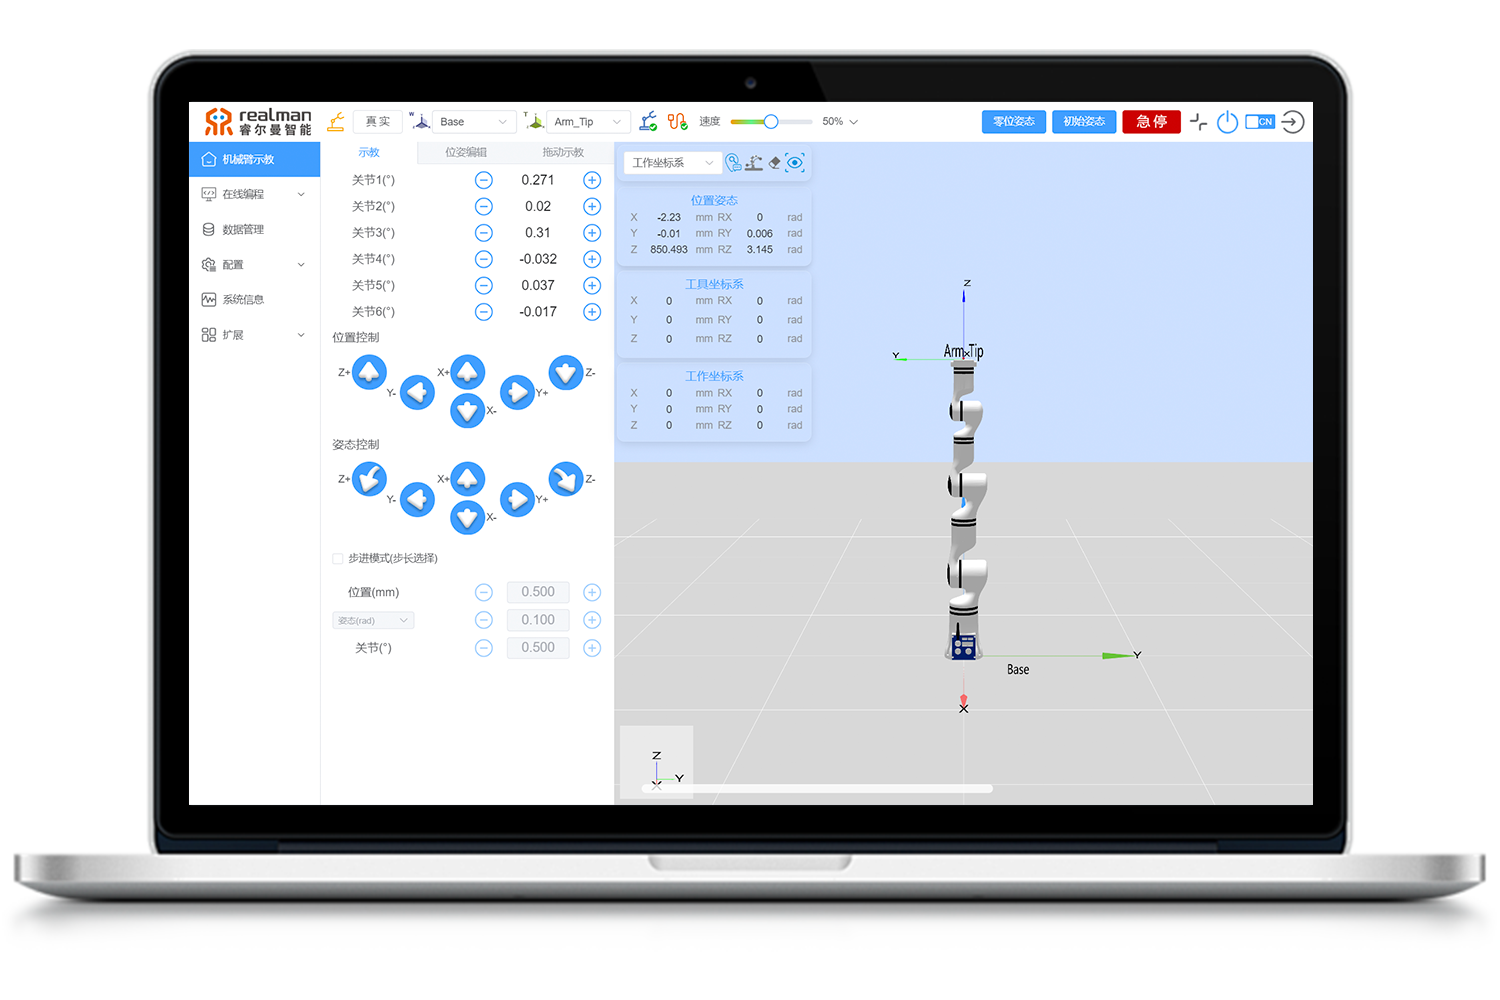 realman
睿尔曼智能
真实
W
Base
T
Arm_Tip
速度
50%
零位姿态
初始姿态
急停
CN
机械臂示教
在线编程
数据管理
配置
系统信息
扩展
示教
位姿编辑
拖动示教
关节1(°)
0.271
关节2(°)
0.02
关节3(°)
0.31
关节4(°)
-0.032
关节5(°)
0.037
关节6(°)
-0.017
位置控制
Z+
Y-
X+
X-
Y+
Z-
姿态控制
Z+
Y-
X+
X-
Y+
Z-
步进模式(步长选择)
位置(mm)
0.500
姿态(rad)
0.100
关节(°)
0.500
工作坐标系
位置姿态
X -2.23 mm RX 0 rad
Y -0.01 mm RY 0.006 rad
Z 850.493 mm RZ 3.145 rad
工具坐标系
X 0 mm RX 0 rad
Y 0 mm RY 0 rad
Z 0 mm RZ 0 rad
工作坐标系
X 0 mm RX 0 rad
Y 0 mm RY 0 rad
Z 0 mm RZ 0 rad
Z
Y
Arm_Tip
Y
Base
X
Z
Y
X